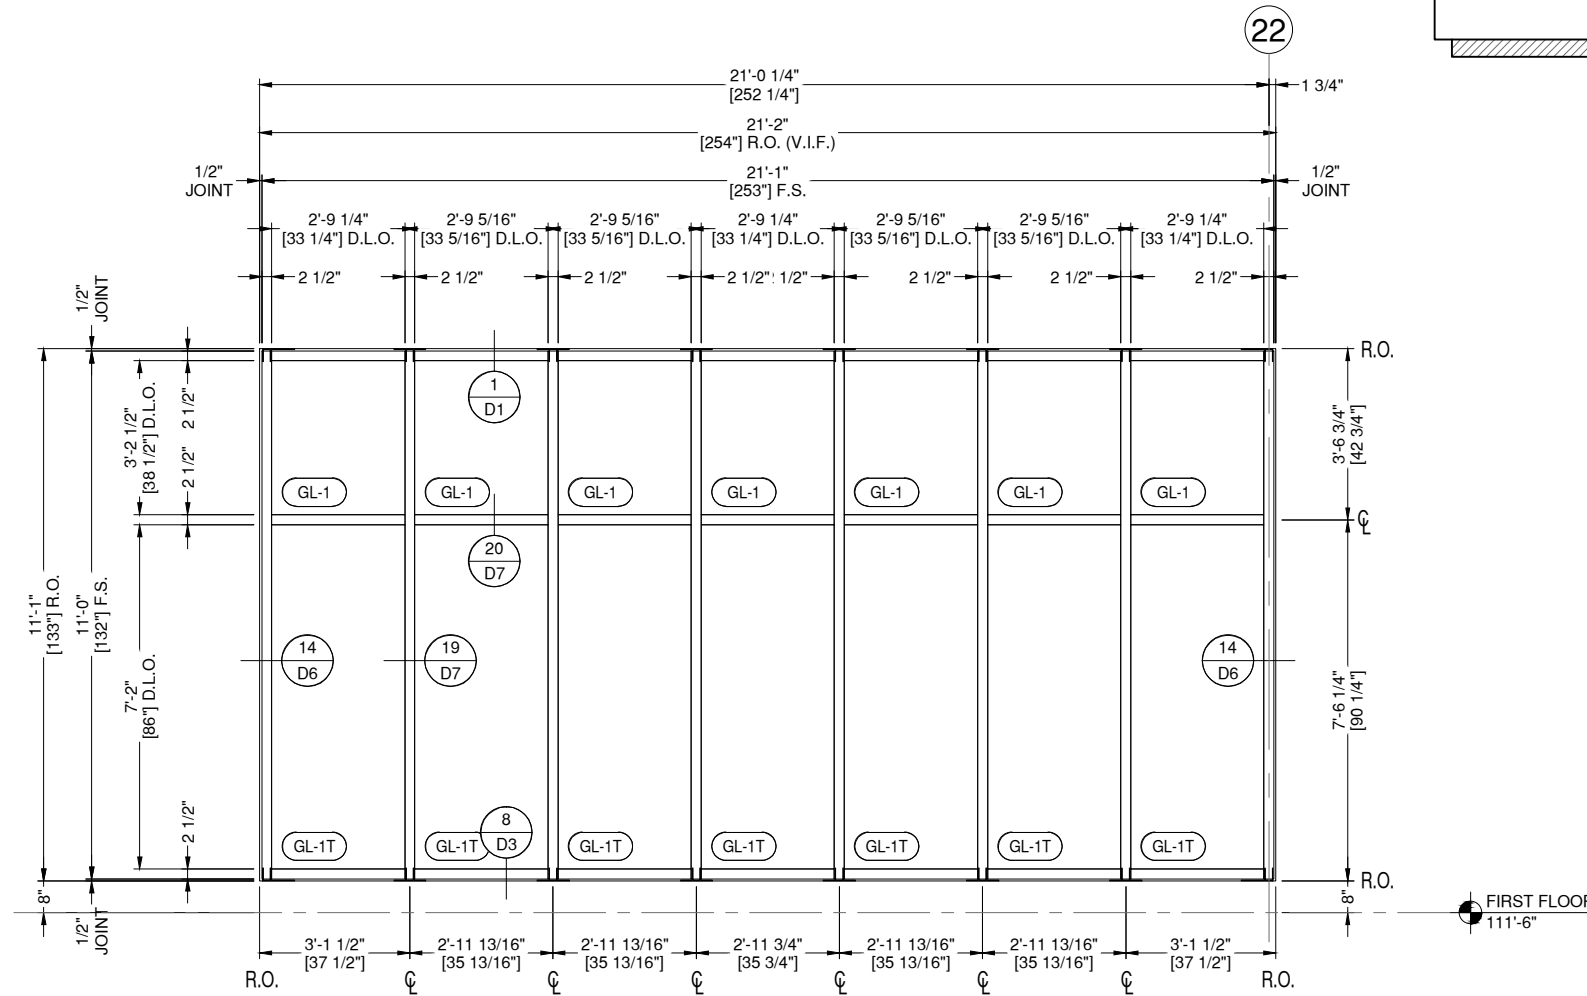 22
21'-0 1/4"
[252 1/4"]
1 3/4"
21'-2"
[254"] R.O. (V.I.F.)
1/2"
JOINT
21'-1"
[253"] F.S.
1/2"
JOINT
2'-9 1/4"
[33 1/4"] D.L.O.
2'-9 5/16"
[33 5/16"] D.L.O.
2'-9 5/16"
[33 5/16"] D.L.O.
2'-9 1/4"
[33 1/4"] D.L.O.
2'-9 5/16"
[33 5/16"] D.L.O.
2'-9 5/16"
[33 5/16"] D.L.O.
2'-9 1/4"
[33 1/4"] D.L.O.
2 1/2"
2 1/2"
2 1/2"
2 1/2"
1/2"
2 1/2"
2 1/2"
2 1/2"
1/2"
JOINT
R.O.
1
D1
3'-2 1/2"
[38 1/2"] D.L.O.
2 1/2"
2 1/2"
3'-6 3/4"
[42 3/4"]
GL-1
GL-1
GL-1
GL-1
GL-1
GL-1
GL-1
℄
20
D7
11'-1"
[133"] R.O.
11'-0"
[132"] F.S.
7'-2"
[86"] D.L.O.
14
D6
19
D7
14
D6
7'-6 1/4"
[90 1/4"]
2 1/2"
8
D3
GL-1T
GL-1T
GL-1T
GL-1T
GL-1T
GL-1T
GL-1T
R.O.
8"
1/2"
JOINT
8"
FIRST FLOOR
111'-6"
3'-1 1/2"
[37 1/2"]
2'-11 13/16"
[35 13/16"]
2'-11 13/16"
[35 13/16"]
2'-11 3/4"
[35 3/4"]
2'-11 13/16"
[35 13/16"]
2'-11 13/16"
[35 13/16"]
3'-1 1/2"
[37 1/2"]
R.O.
℄
℄
℄
℄
℄
℄
R.O.